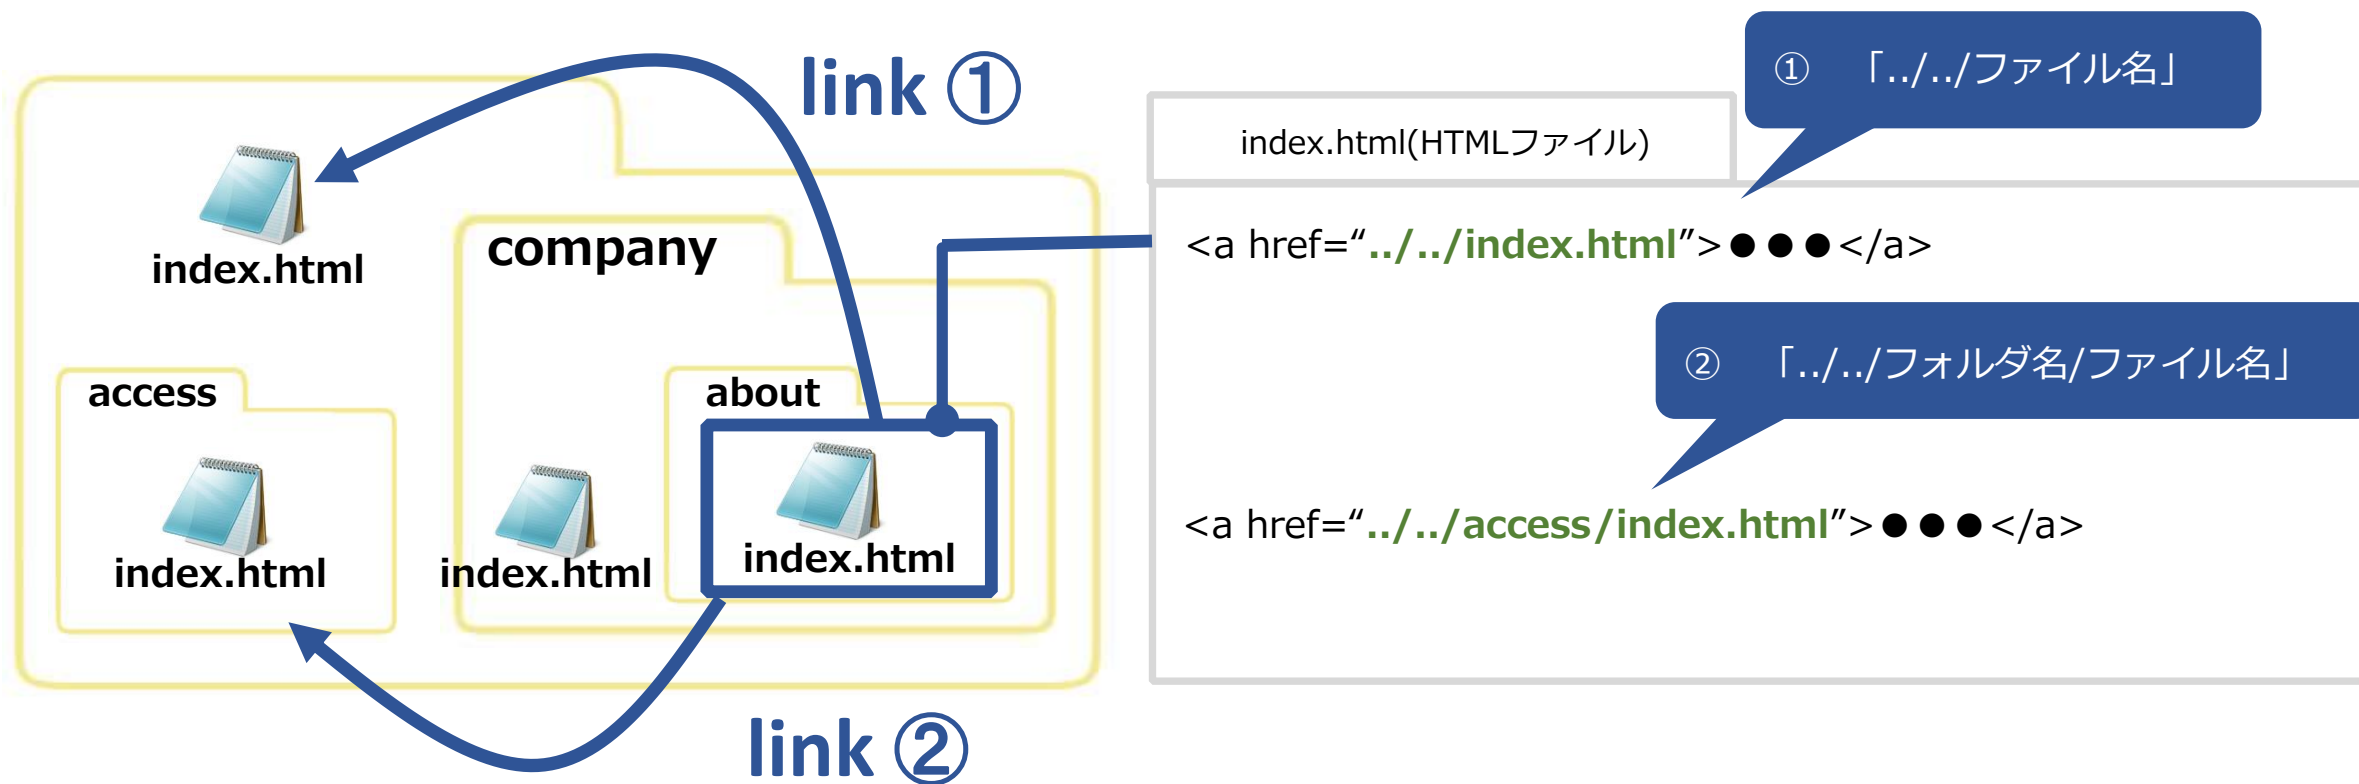 link ①
① 「../../ファイル名」
index.html(HTMLファイル)
index.html
company
<a href=“../../index.html”>●●●</a>
② 「../../フォルダ名/ファイル名」
access
about
index.html
index.html
index.html
<a href=“../../access/index.html”>●●●</a>
link ②